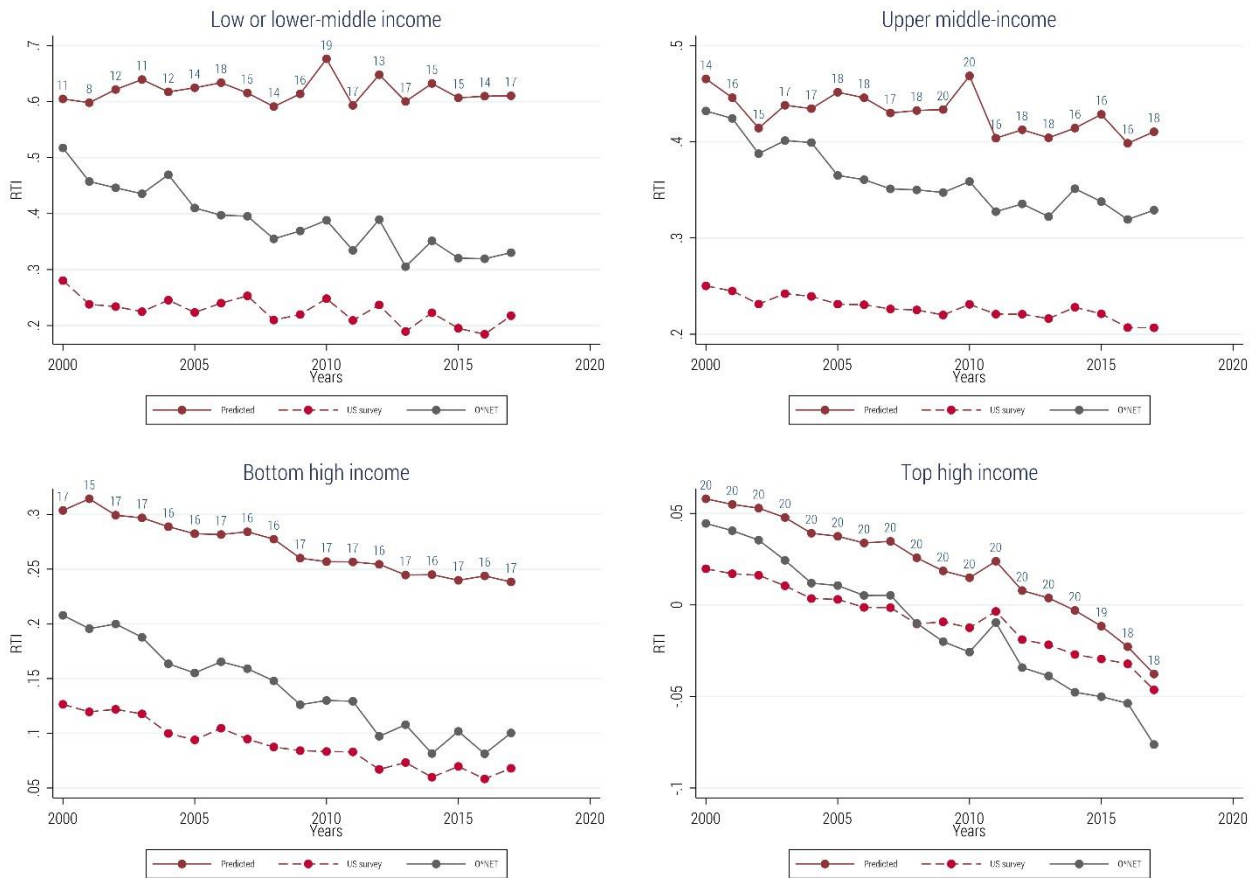 Low or lower-middle income
.7
.6
.5
.4
.3
.2
RTI
11 8 12 11 12 14 18 15 14 16 19 17 13 17 15 15 14 17
2000 2005 2010 2015 2020
Years
Predicted US survey O*NET
Upper middle-income
.5
.4
.3
.2
RTI
14 16 15 17 17 18 18 17 18 20 20 16 18 18 16 16 16 18
2000 2005 2010 2015 2020
Years
Predicted US survey O*NET
Bottom high income
.3
.25
.2
.15
.1
.05
RTI
17 15 17 17 16 16 17 16 16 17 17 17 16 17 16 17 16 17
2000 2005 2010 2015 2020
Years
Predicted US survey O*NET
Top high income
.05
0
-.05
-.1
RTI
20 20 20 20 20 20 20 20 20 20 20 20 20 20 20 19 18 18
2000 2005 2010 2015 2020
Years
Predicted US survey O*NET